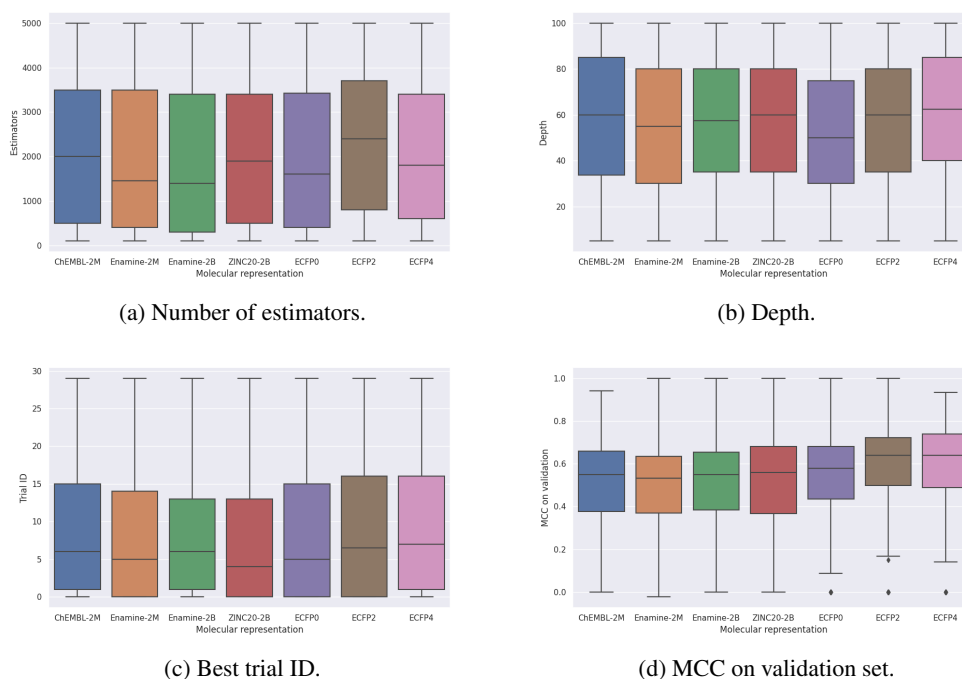 5000
4000
3000
2000
1000
0
Estimators
ChEMBL-2M Enamine-2M Enamine-2B ZINC20-2B ECFP0 ECFP2 ECFP4
Molecular representation
(a) Number of estimators.
100
80
60
40
20
Depth
ChEMBL-2M Enamine-2M Enamine-2B ZINC20-2B ECFP0 ECFP2 ECFP4
Molecular representation
(b) Depth.
30
25
20
15
10
5
0
Trial ID
ChEMBL-2M Enamine-2M Enamine-2B ZINC20-2B ECFP0 ECFP2 ECFP4
Molecular representation
(c) Best trial ID.
1.0
0.8
0.6
0.4
0.2
0.0
MCC on validation
ChEMBL-2M Enamine-2M Enamine-2B ZINC20-2B ECFP0 ECFP2 ECFP4
Molecular representation
(d) MCC on validation set.